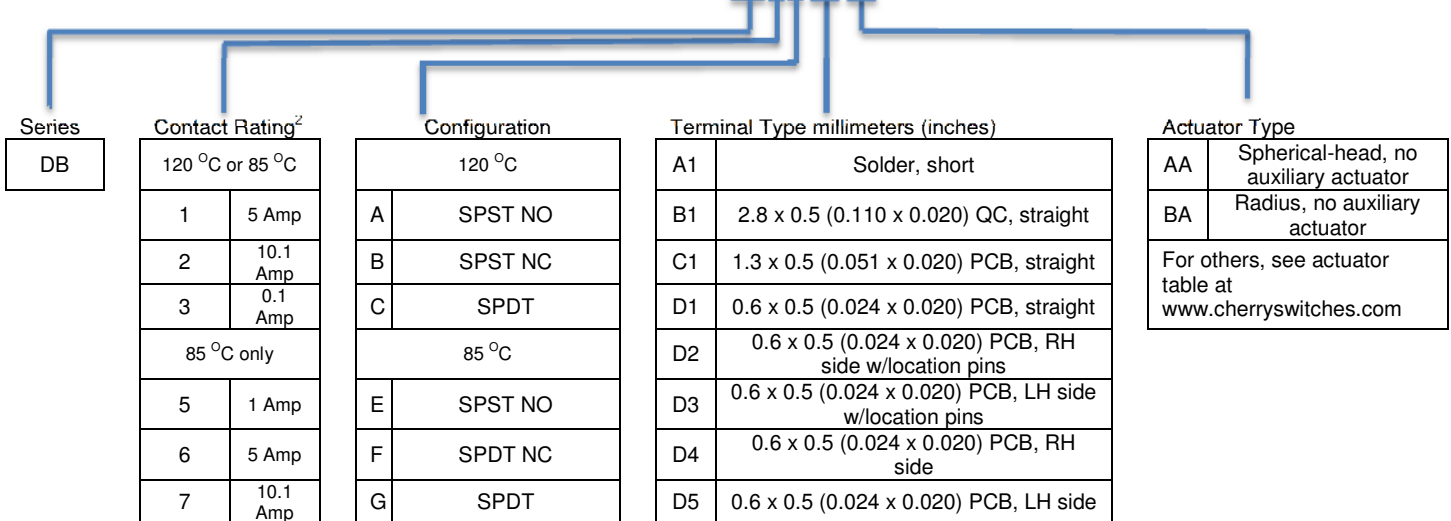 Series
DB
Contact Rating2
120 OC or 85 OC
1 5 Amp
2 10.1
Amp
3 0.1
Amp
85 OC only
5 1 Amp
6 5 Amp
7 10.1
Amp
Configuration
120 OC
A SPST NO
B SPST NC
C SPDT
85 OC
E SPST NO
F SPDT NC
G SPDT
Terminal Type millimeters (inches)
A1 Solder, short
B1 2.8 x 0.5 (0.110 x 0.020) QC, straight
C1 1.3 x 0.5 (0.051 x 0.020) PCB, straight
D1 0.6 x 0.5 (0.024 x 0.020) PCB, straight
D2 0.6 x 0.5 (0.024 x 0.020) PCB, RH
side w/location pins
D3 0.6 x 0.5 (0.024 x 0.020) PCB, LH side
w/location pins
D4 0.6 x 0.5 (0.024 x 0.020) PCB, RH
side
D5 0.6 x 0.5 (0.024 x 0.020) PCB, LH side
Actuator Type
AA Spherical-head, no
auxiliary actuator
BA Radius, no auxiliary
actuator
For others, see actuator
table at
www.cherryswitches.com